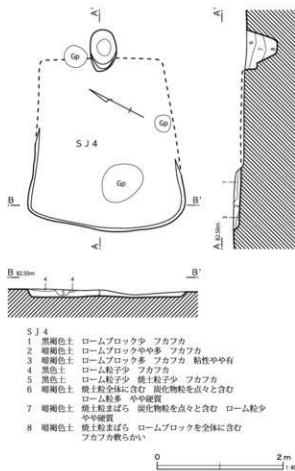 A
A'
A'
Gp
Gp
SJ4
Gp
B
B'
A
A
82.50m
1
3
6
7
8
B 82.50m
B'
4
4
SJ4
1 黒褐色土 ロームブロック少 フカフカ
2 暗褐色土 ロームブロックやや多 フカフカ
3 暗褐色土 ロームブロック多 フカフカ 粘性やや有
4 黒色土 ローム粒子少 フカフカ
5 黒色土 ローム粒子少 焼土粒子少 フカフカ
6 暗褐色土 焼土粒全体に含む 炭化物粒を点々と含む
ローム粒多 やや硬質
7 暗褐色土 焼土粒まばら 炭化物粒を点々と含む ローム粒少
やや硬質
8 暗褐色土 焼土粒まばら ロームブロックを全体に含む
フカフカ軟らかい
0
2m